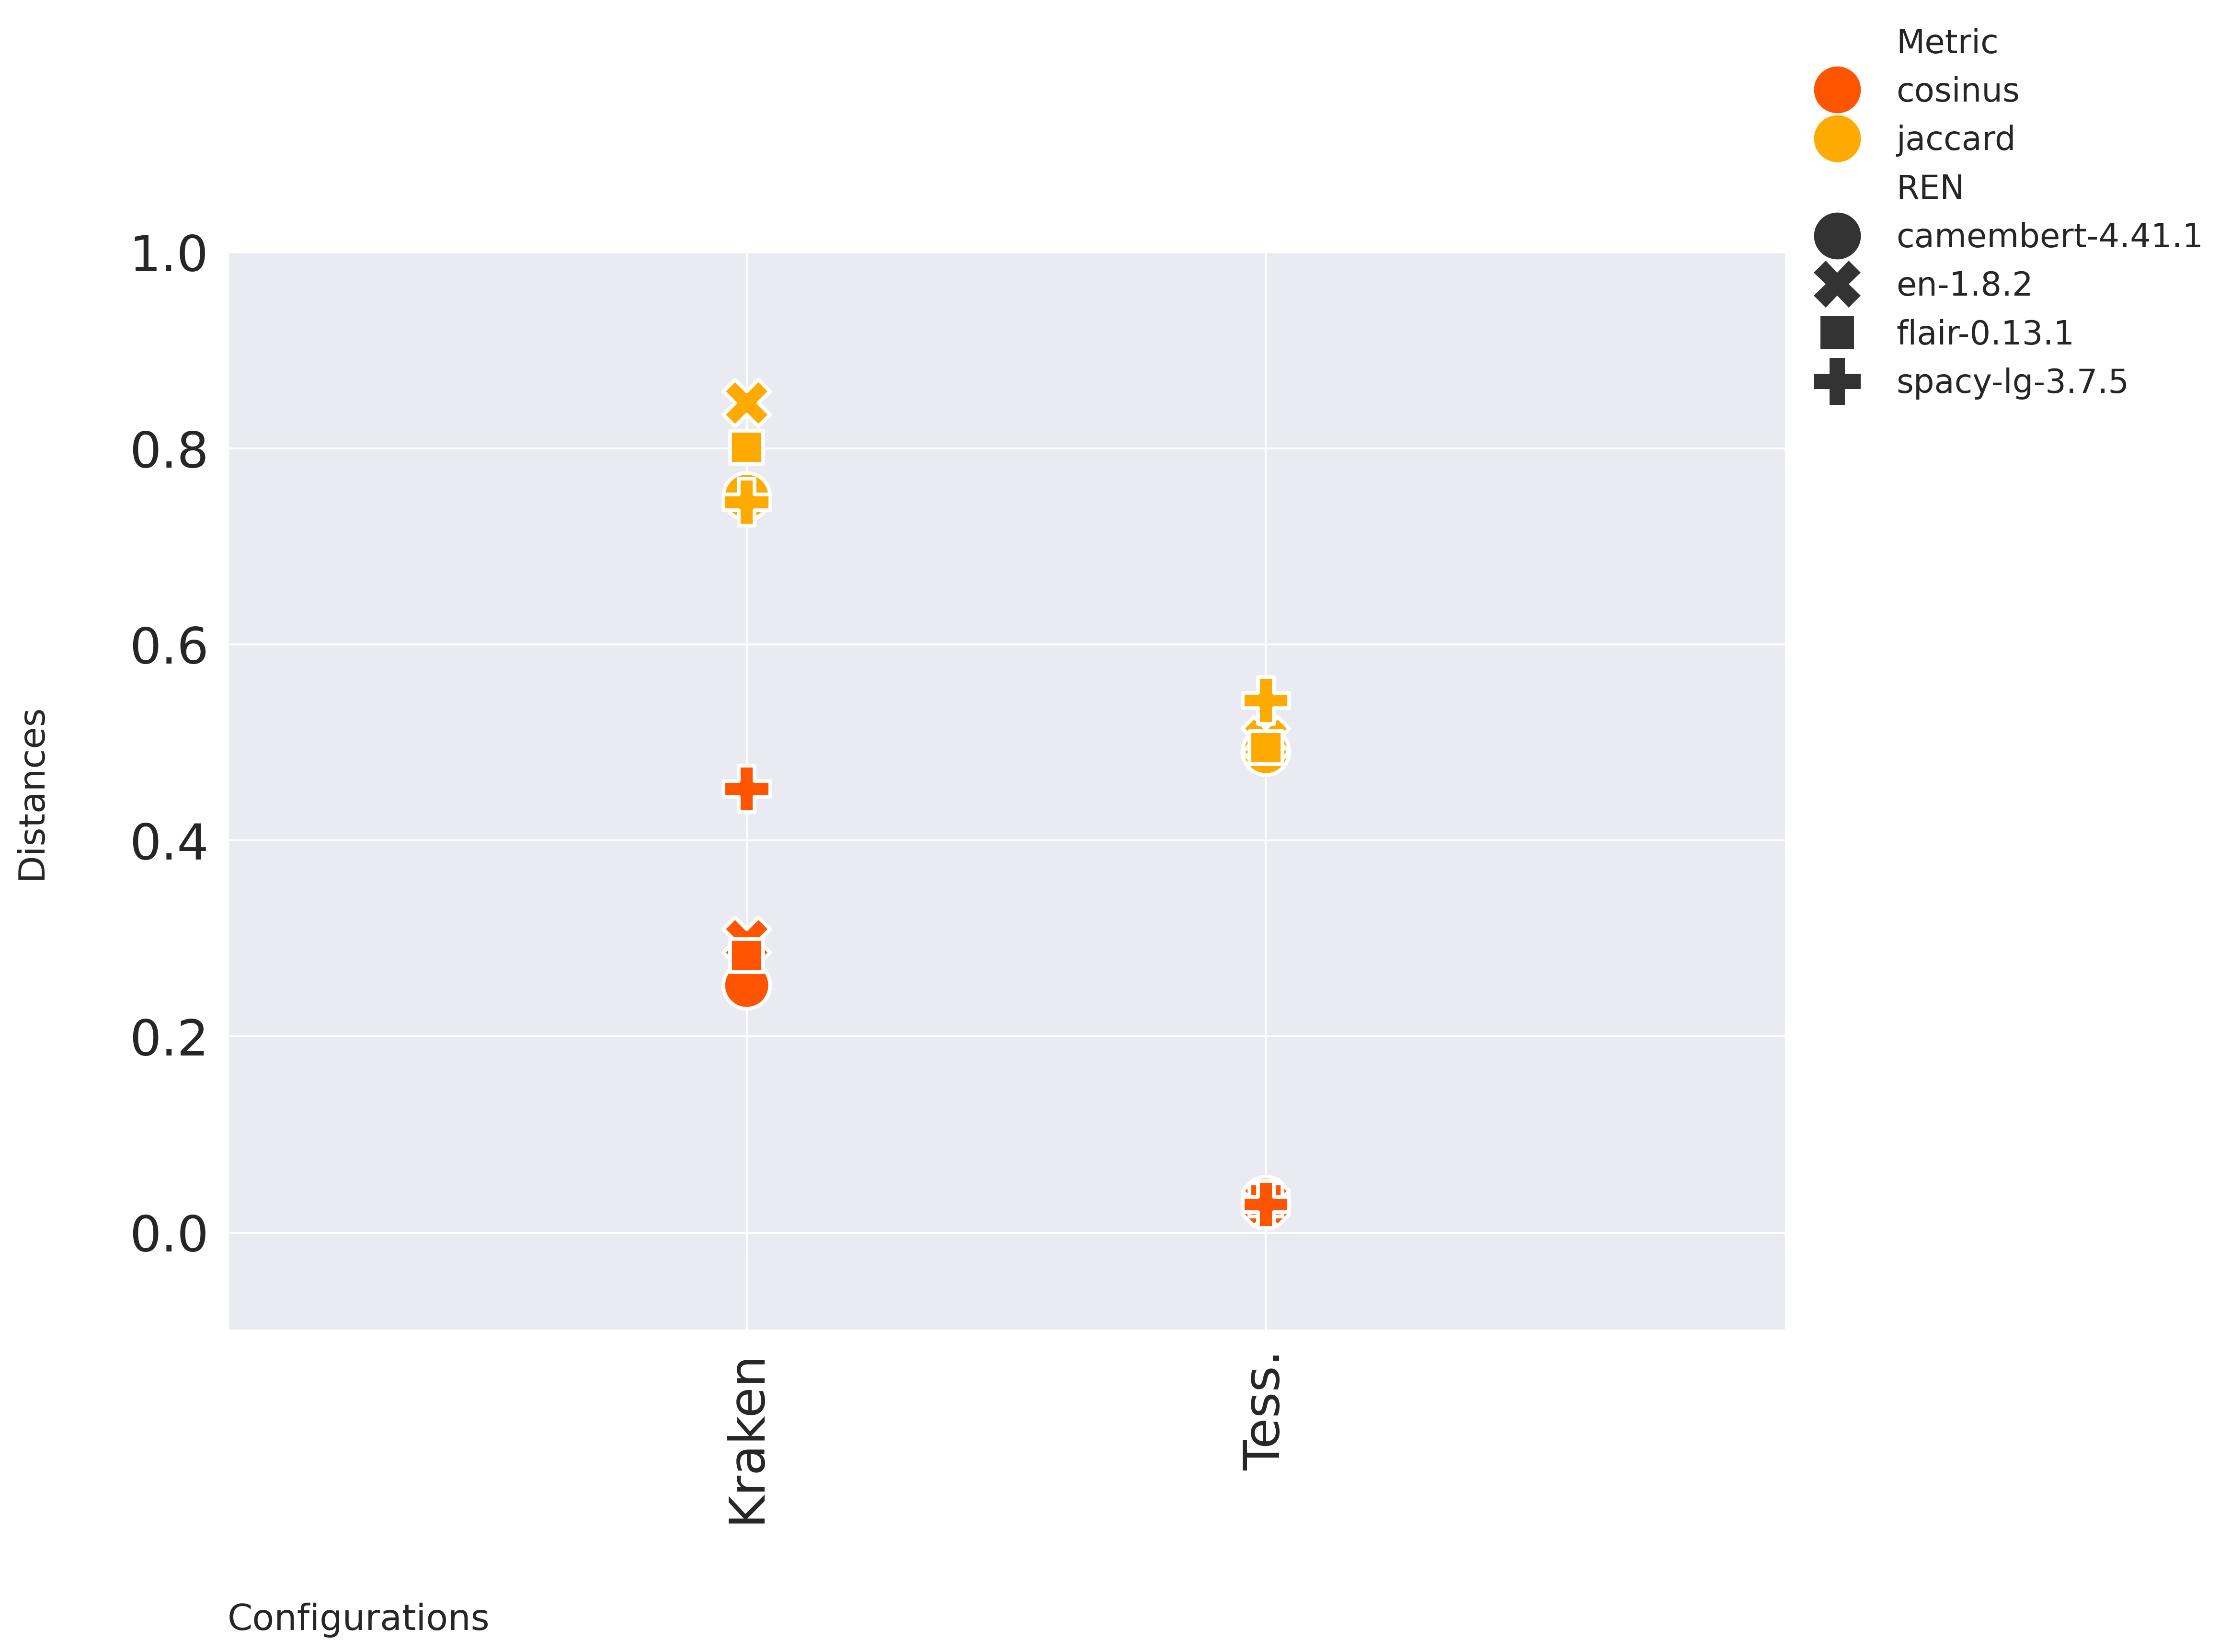 Metric
cosinus
jaccard
REN
camembert-4.41.1
en-1.8.2
flair-0.13.1
spacy-lg-3.7.5
1.0
0.8
0.6
0.4
0.2
0.0
Distances
Kraken
Tess.
Configurations